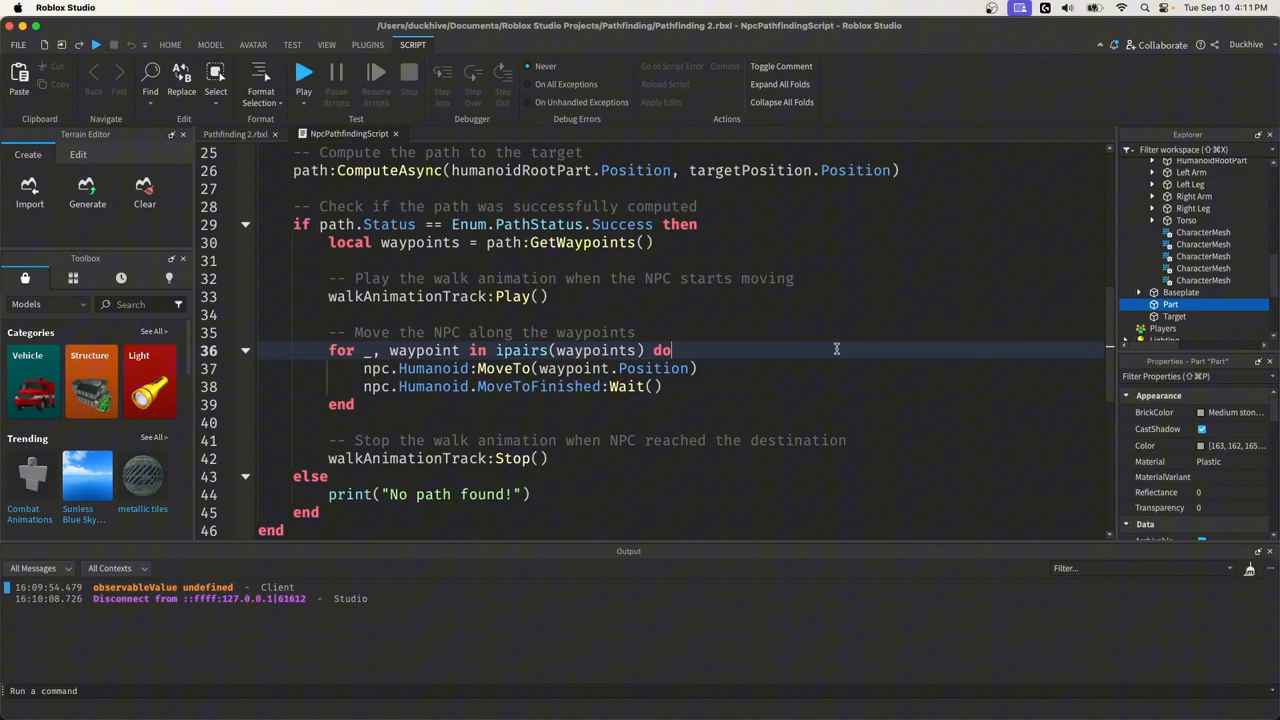 Roblox Studio
Tue Sep 10 4:11PM
/Users/duckhive/Documents/Roblox Studio Projects/Pathfinding/Pathfinding 2.rbxl - NpcPathfindingScript - Roblox Studio
FILE HOME MODEL AVATAR TEST VIEW PLUGINS SCRIPT Collaborate Duckhive
Paste Cut Copy Back Fwd Find Replace Select Format Selection Play Pause Scripts Resume Scripts Stop Step Into Step Over Step Out
Never
On All Exceptions
On Unhandled Exceptions
Go to Script Error Commit
Reload Script
Apply Edits
Toggle Comment
Expand All Folds
Collapse All Folds
Clipboard Navigate Edit Format Test Debugger Debug Errors Actions
Terrain Editor
Create Edit
Import Generate Clear
Toolbox
Models Search
Categories See All >
Vehicle Structure Light
Trending See All >
Combat Animations
Sunless Blue Sky...
metallic tiles
Pathfinding 2.rbxl NpcPathfindingScript
25 -- Compute the path to the target
26 path:ComputeAsync(humanoidRootPart.Position, targetPosition.Position)
27
28 -- Check if the path was successfully computed
29 if path.Status == Enum.PathStatus.Success then
30 local waypoints = path:GetWaypoints()
31
32 -- Play the walk animation when the NPC starts moving
33 walkAnimationTrack:Play()
34
35 -- Move the NPC along the waypoints
36 for _, waypoint in ipairs(waypoints) do
37 npc.Humanoid:MoveTo(waypoint.Position)
38 npc.Humanoid.MoveToFinished:Wait()
39 end
40
41 -- Stop the walk animation when NPC reached the destination
42 walkAnimationTrack:Stop()
43 else
44 print("No path found!")
45 end
46 end
Explorer
Filter workspace (⇧⌘X)
HumanoidRootPart
Left Arm
Left Leg
Right Arm
Right Leg
Torso
CharacterMesh
CharacterMesh
CharacterMesh
CharacterMesh
CharacterMesh
Baseplate
Part
Target
Players
Lighting
Properties - Part "Part"
Filter Properties (⇧⌘P)
Appearance
BrickColor Medium ston...
CastShadow
Color [163, 162, 165...
Material Plastic
MaterialVariant
Reflectance 0
Transparency 0
Data
Archivable
Output
All Messages All Contexts Filter...
16:09:54.479 observableValue undefined - Client
16:10:08.726 Disconnect from ::ffff:127.0.0.1|61612 - Studio
Run a command